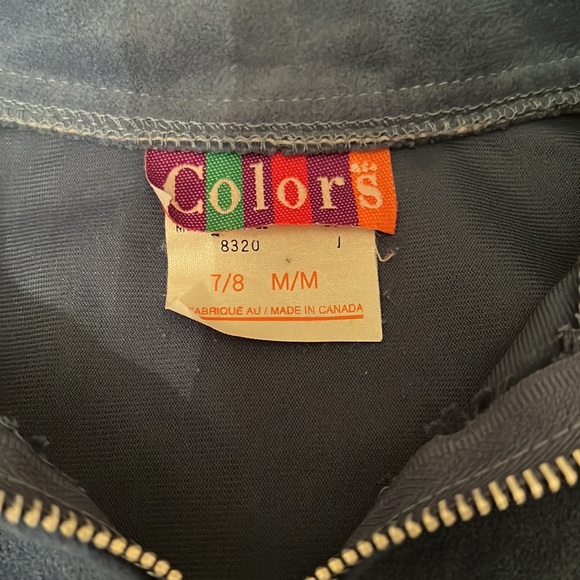 Colors
8320 J
7/8 M/M
FABRIQUÉ AU / MADE IN CANADA